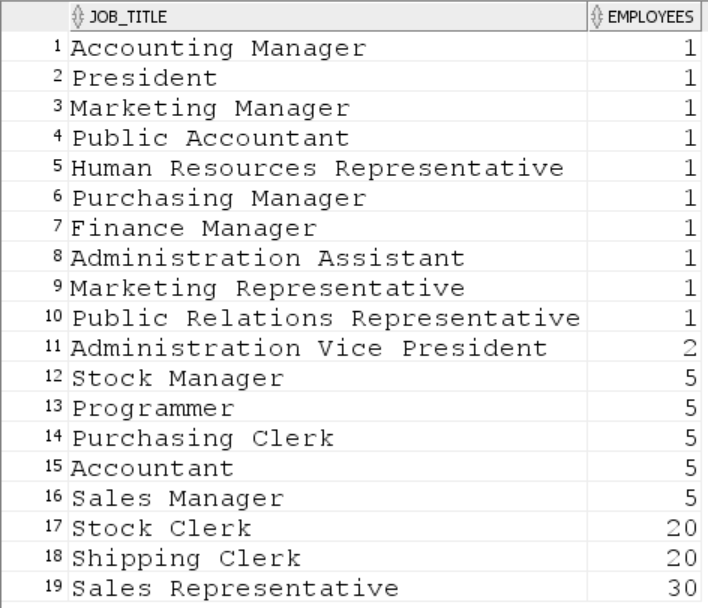 JOB_TITLE EMPLOYEES
1 Accounting Manager 1
2 President 1
3 Marketing Manager 1
4 Public Accountant 1
5 Human Resources Representative 1
6 Purchasing Manager 1
7 Finance Manager 1
8 Administration Assistant 1
9 Marketing Representative 1
10 Public Relations Representative 1
11 Administration Vice President 2
12 Stock Manager 5
13 Programmer 5
14 Purchasing Clerk 5
15 Accountant 5
16 Sales Manager 5
17 Stock Clerk 20
18 Shipping Clerk 20
19 Sales Representative 30